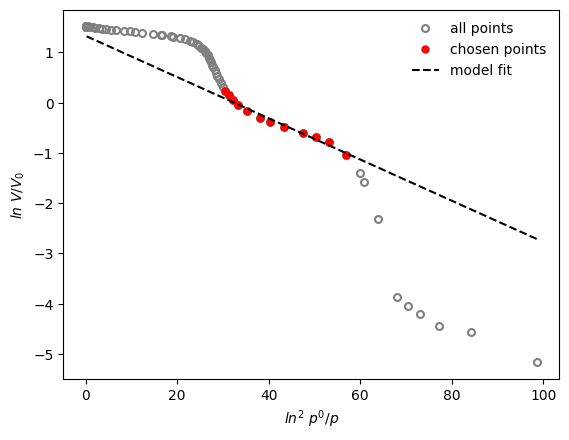 all points
chosen points
model fit
1
0
−1
−2
−3
−4
−5
ln V/V₀
0 20 40 60 80 100
ln² p⁰/p